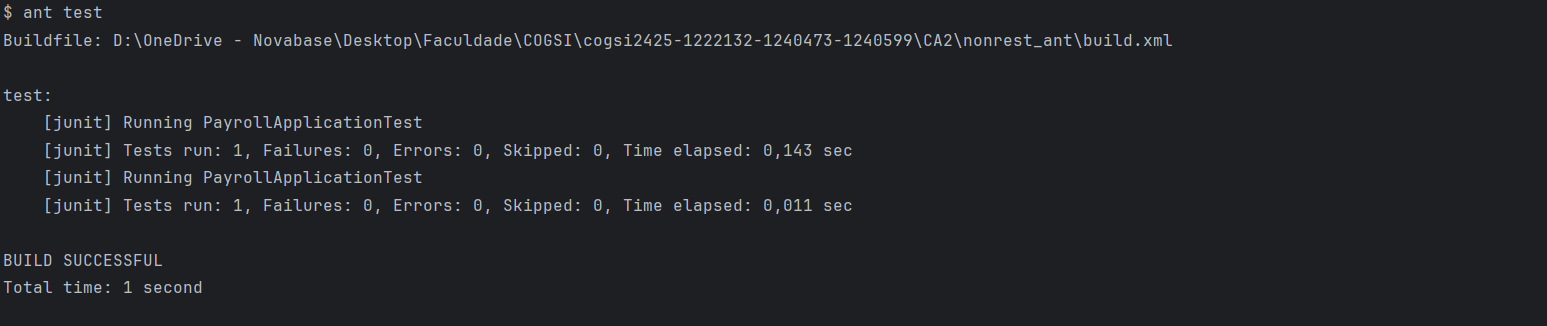 $ ant test
Buildfile: D:\OneDrive - Novabase\Desktop\Faculdade\COGSI\cogsi2425-1222132-1240473-1240599\CA2\nonrest_ant\build.xml
test:
[junit] Running PayrollApplicationTest
[junit] Tests run: 1, Failures: 0, Errors: 0, Skipped: 0, Time elapsed: 0,143 sec
[junit] Running PayrollApplicationTest
[junit] Tests run: 1, Failures: 0, Errors: 0, Skipped: 0, Time elapsed: 0,011 sec
BUILD SUCCESSFUL
Total time: 1 second